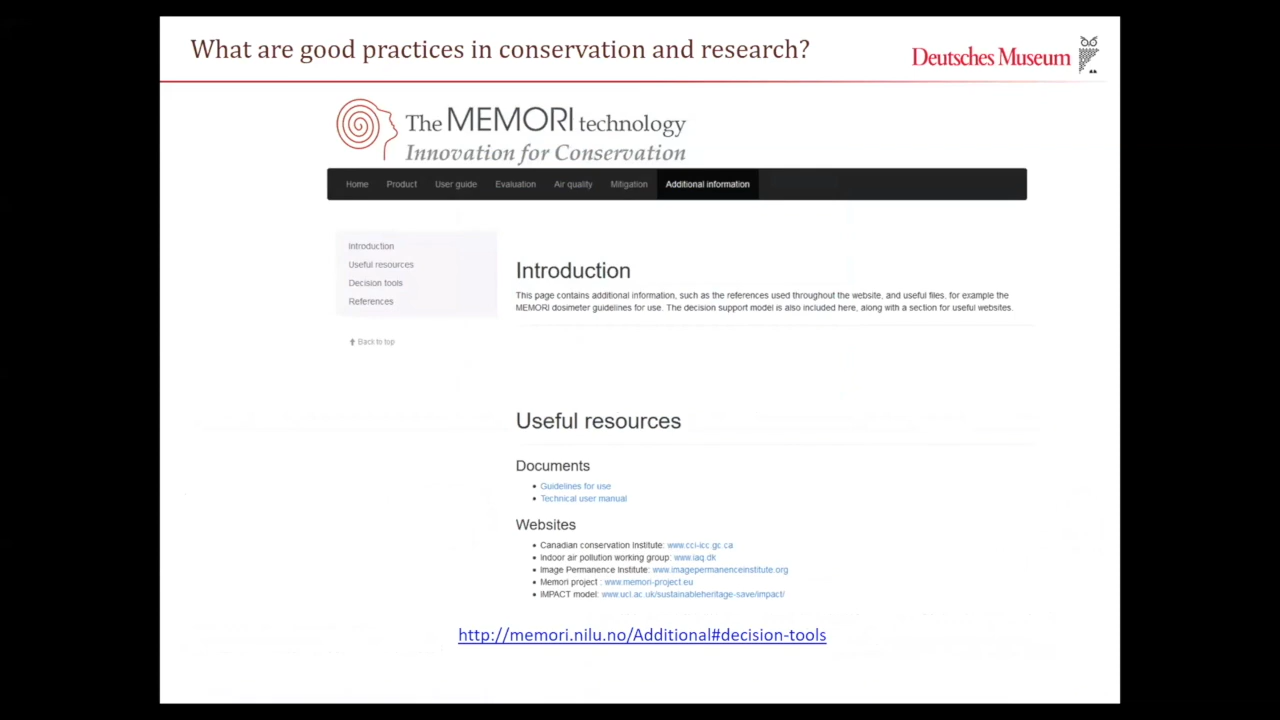 What are good practices in conservation and research?
Deutsches Museum
The MEMORI technology
Innovation for Conservation
Home Product User guide Evaluation Air quality Mitigation Additional information
Introduction
Useful resources
Decision tools
References
Back to top
Introduction
This page contains additional information, such as the references used throughout the website, and useful files, for example the
MEMORI dosimeter guidelines for use. The decision support model is also included here, along with a section for useful websites.
Useful resources
Documents
Guidelines for use
Technical user manual
Websites
Canadian conservation Institute: www.cci-icc.gc.ca
Indoor air pollution working group: www.iaq.dk
Image Permanence Institute: www.imagepermanenceinstitute.org
Memori project : www.memori-project.eu
IMPACT model: www.ucl.ac.uk/sustainableheritage-save/impact/
http://memori.nilu.no/Additional#decision-tools